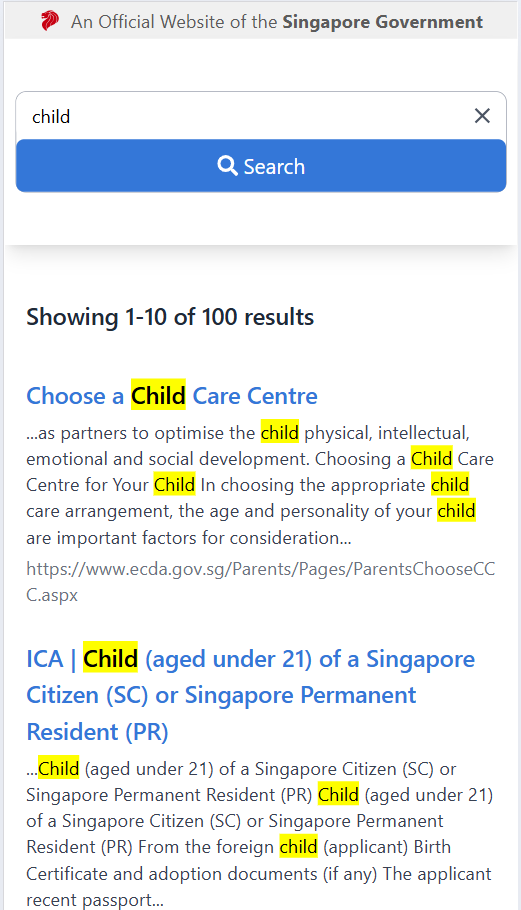 An Official Website of the Singapore Government
child
Search
Showing 1-10 of 100 results
Choose a Child Care Centre
...as partners to optimise the child physical, intellectual,
emotional and social development. Choosing a Child Care
Centre for Your Child In choosing the appropriate child
care arrangement, the age and personality of your child
are important factors for consideration...
https://www.ecda.gov.sg/Parents/Pages/ParentsChooseCC
C.aspx
ICA | Child (aged under 21) of a Singapore
Citizen (SC) or Singapore Permanent
Resident (PR)
...Child (aged under 21) of a Singapore Citizen (SC) or
Singapore Permanent Resident (PR) Child (aged under 21)
of a Singapore Citizen (SC) or Singapore Permanent
Resident (PR) From the foreign child (applicant) Birth
Certificate and adoption documents (if any) The applicant
recent passport...